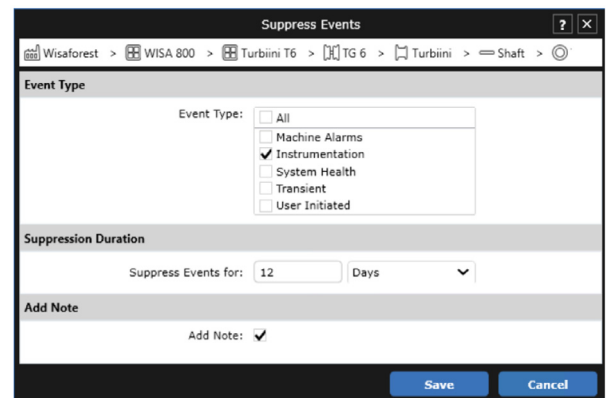 Suppress Events ? X
Wisaforest > WISA 800 > Turbiini T6 > TG 6 > Turbiini > Shaft >
Event Type
Event Type: All
Machine Alarms
Instrumentation
System Health
Transient
User Initiated
Suppression Duration
Suppress Events for: 12 Days
Add Note
Add Note:
Save Cancel